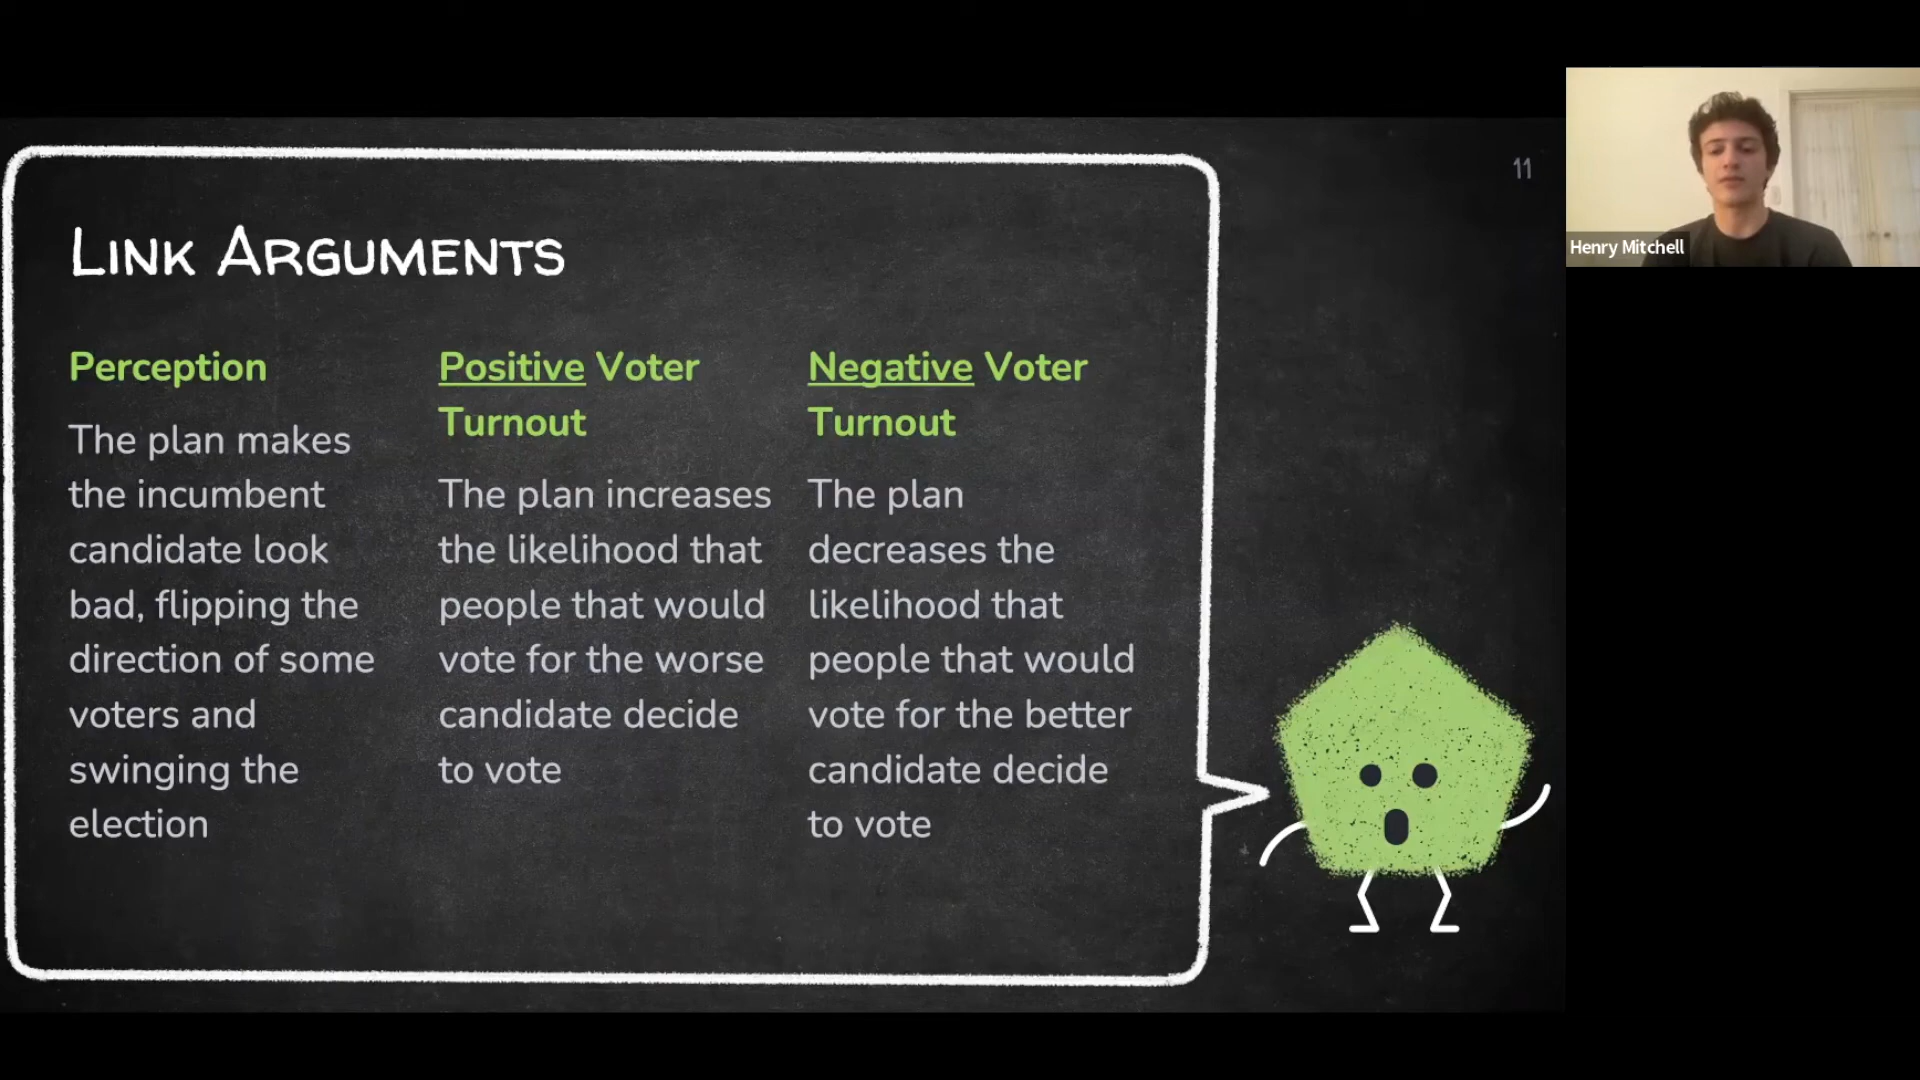 11
Henry Mitchell
LINK ARGUMENTS
Perception
The plan makes
the incumbent
candidate look
bad, flipping the
direction of some
voters and
swinging the
election
Positive Voter
Turnout
The plan increases
the likelihood that
people that would
vote for the worse
candidate decide
to vote
Negative Voter
Turnout
The plan
decreases the
likelihood that
people that would
vote for the better
candidate decide
to vote